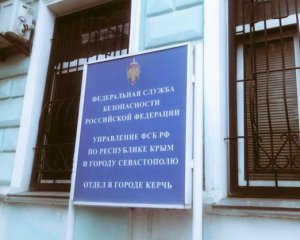 ФЕДЕРАЛЬНАЯ СЛУЖБА
БЕЗОПАСНОСТИ
РОССИЙСКОЙ ФЕДЕРАЦИИ
УПРАВЛЕНИЕ ФСБ РФ
ПО РЕСПУБЛИКЕ КРЫМ
И ГОРОДУ СЕВАСТОПОЛЮ
ОТДЕЛ В ГОРОДЕ КЕРЧЬ